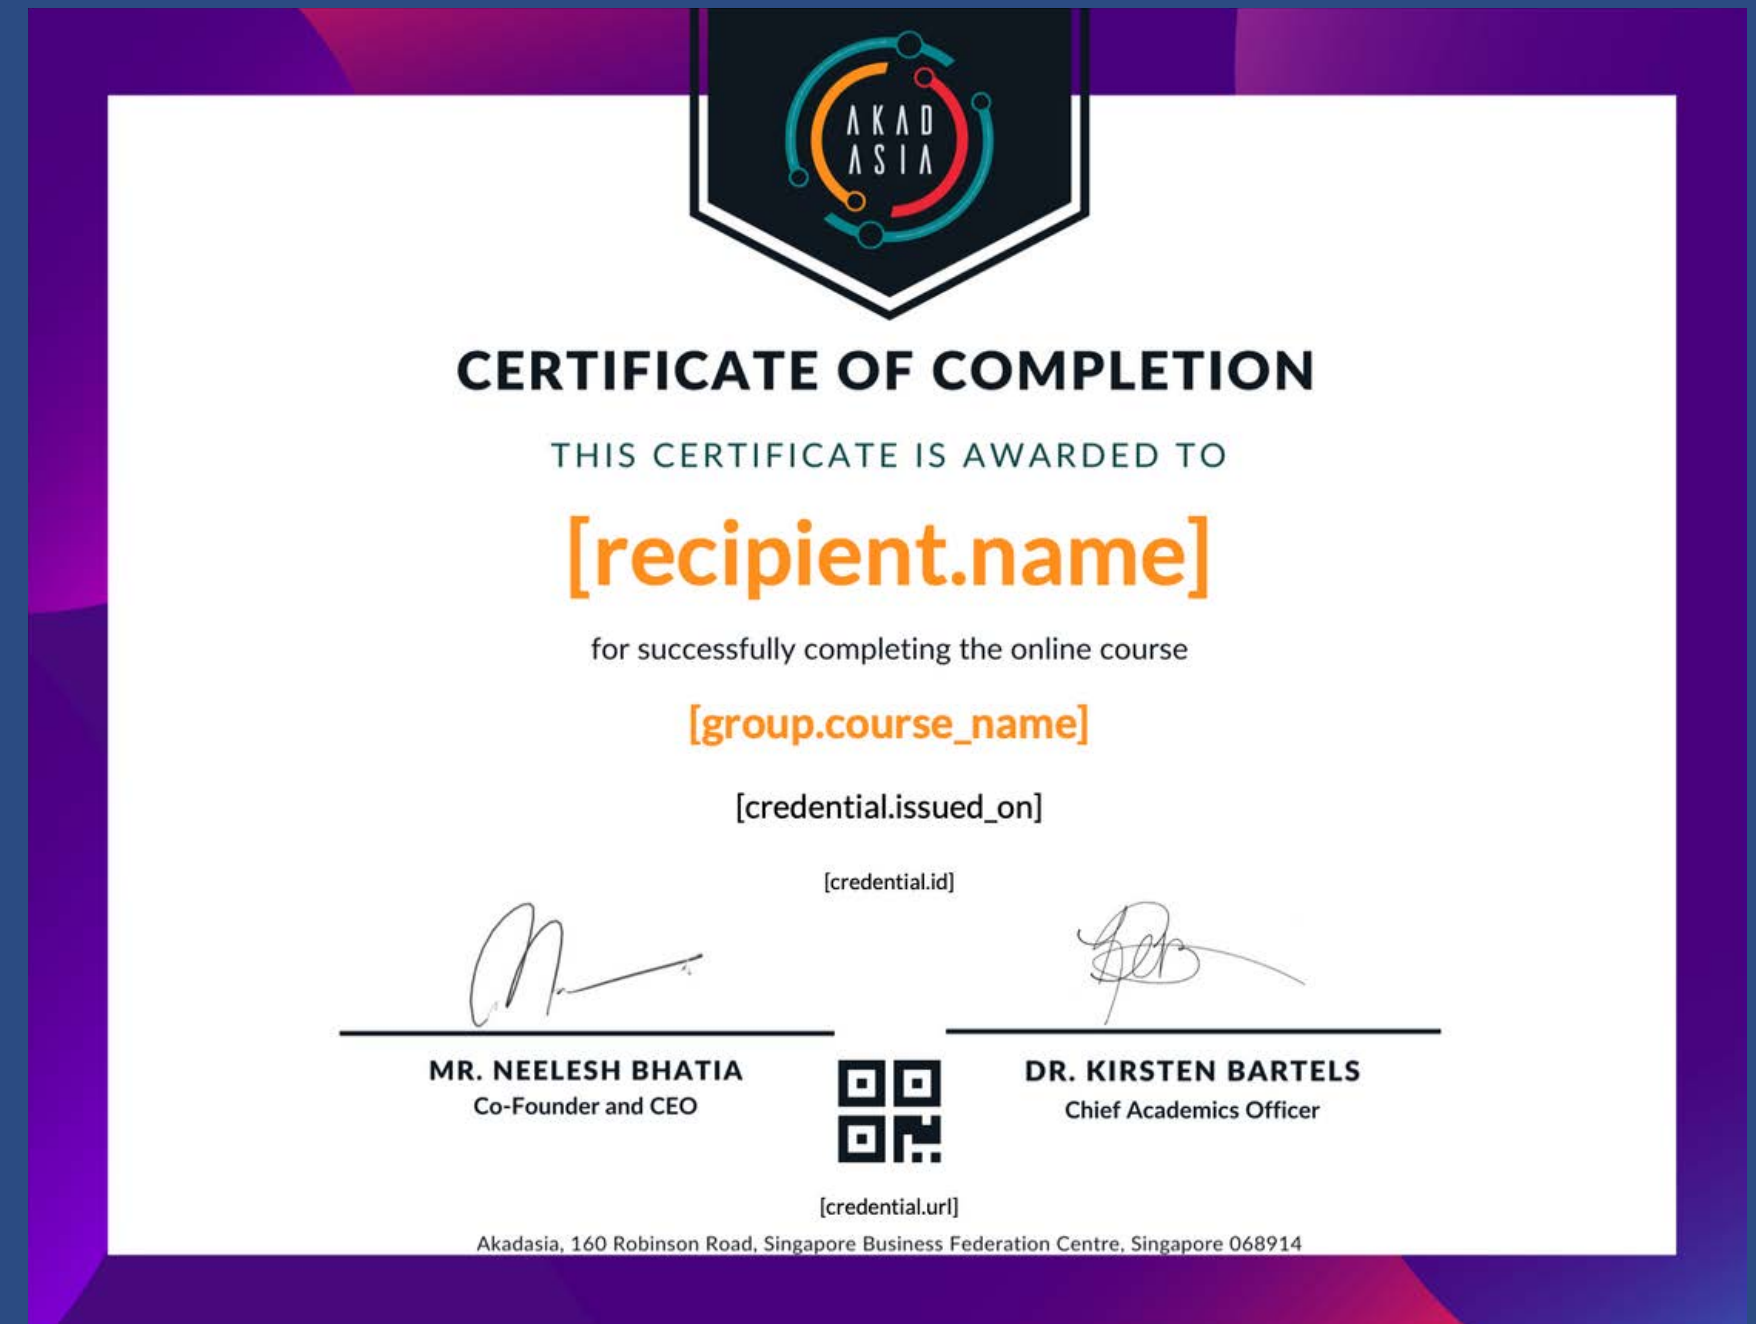 AKAD
ASIA
CERTIFICATE OF COMPLETION
THIS CERTIFICATE IS AWARDED TO
[recipient.name]
for successfully completing the online course
[group.course_name]
[credential.issued_on]
[credential.id]
MR. NEELESH BHATIA
Co-Founder and CEO
DR. KIRSTEN BARTELS
Chief Academics Officer
[credential.url]
Akadasia, 160 Robinson Road, Singapore Business Federation Centre, Singapore 068914